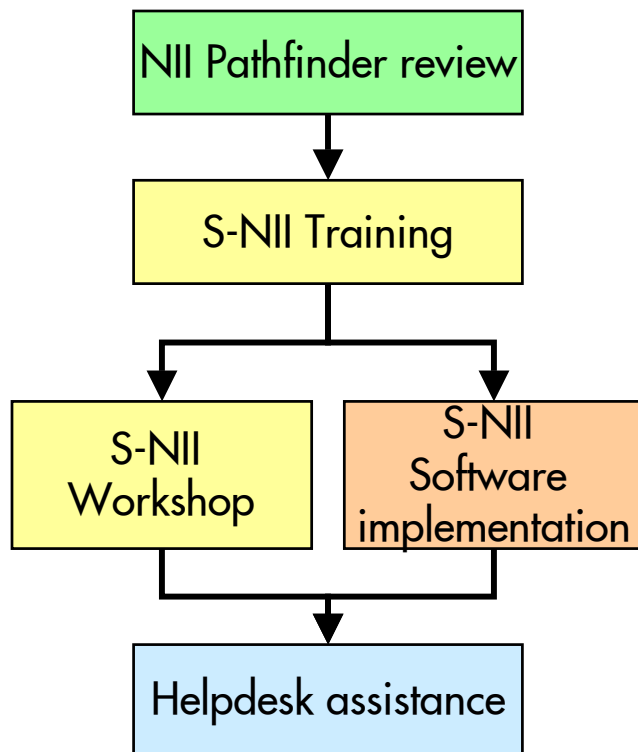 NII Pathfinder review
S-NII Training
S-NII
Workshop
S-NII
Software
implementation
Helpdesk assistance